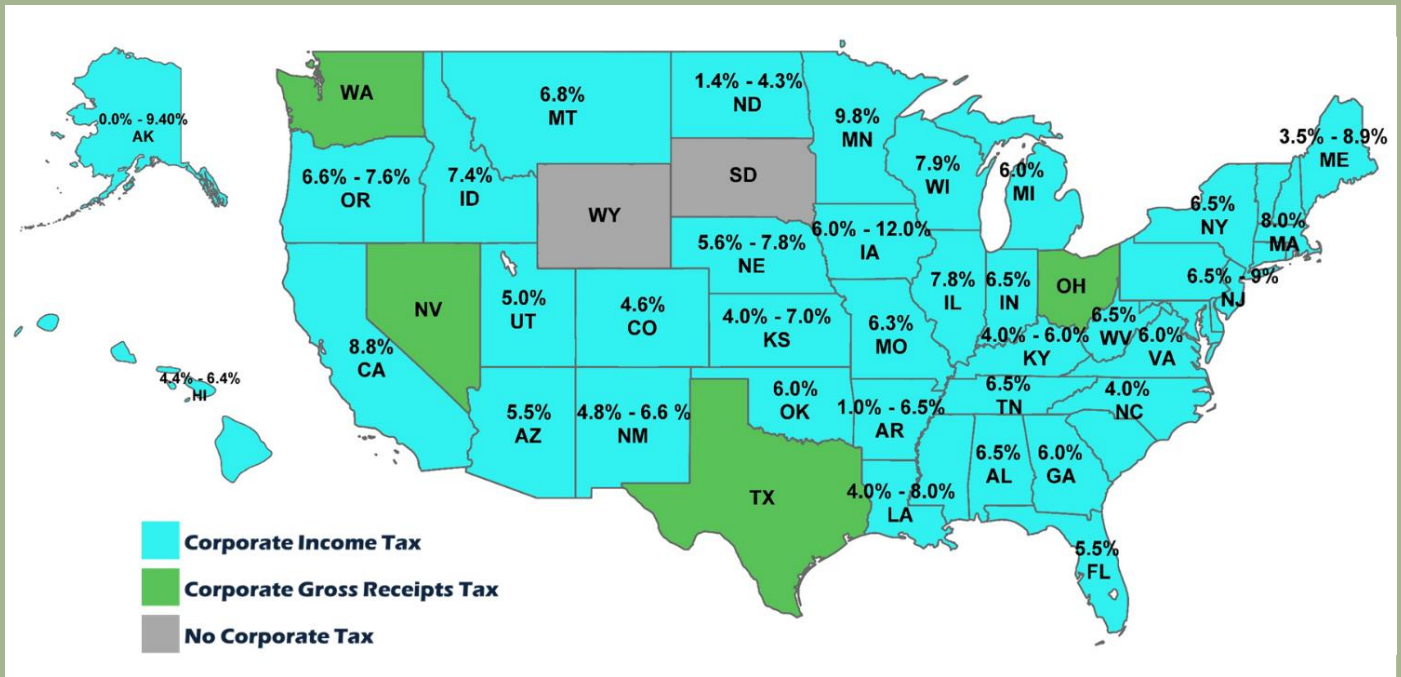 0.0% - 9.40%
AK
WA
6.8%
MT
1.4% - 4.3%
ND
9.8%
MN
7.9%
WI
6.0%
MI
3.5% - 8.9%
ME
6.6% - 7.6%
OR
7.4%
ID
WY
SD
6.5%
NY
8.0%
MA
5.6% - 7.8%
NE
6.0% - 12.0%
IA
7.8%
IL
6.5%
IN
OH
6.5% - 9%
NJ
NV
5.0%
UT
4.6%
CO
4.0% - 7.0%
KS
6.3%
MO
4.0% - 6.0%
KY
6.5%
WV
6.0%
VA
8.8%
CA
4.4% - 6.4%
HI
5.5%
AZ
4.8% - 6.6 %
NM
6.0%
OK
1.0% - 6.5%
AR
6.5%
TN
4.0%
NC
TX
4.0% - 8.0%
LA
6.5%
AL
6.0%
GA
5.5%
FL
Corporate Income Tax
Corporate Gross Receipts Tax
No Corporate Tax